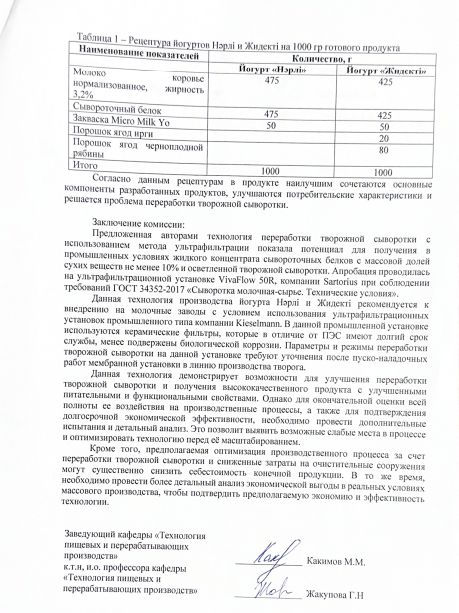 Таблица 1 – Рецептура йогуртов Нәрлі и Жидекті на 1000 гр готового продукта
Наименование показателей Количество, г
Йогурт «Нәрлі» Йогурт «Жидекті»
Молоко коровье 475 425
нормализованное, жирность
3,2%
Сывороточный белок 475 425
Закваска Micro Milk Yo 50 50
Порошок ягод ирги 20
Порошок ягод черноплодной 80
рябины
Итого 1000 1000
Согласно данным рецептурам в продукте наилучшим сочетаются основные
компоненты разработанных продуктов, улучшаются потребительские характеристики и
решается проблема переработки творожной сыворотки.
Заключение комиссии:
Предложенная авторами технология переработки творожной сыворотки с
использованием метода ультрафильтрации показала потенциал для получения в
промышленных условиях жидкого концентрата сывороточных белков с массовой долей
сухих веществ не менее 10% и осветленной творожной сыворотки. Апробация проводилась
на ультрафильтрационной установке VivaFlow 50R, компании Sartorius при соблюдении
требований ГОСТ 34352-2017 «Сыворотка молочная-сырье. Технические условия».
Данная технология производства йогурта Нәрлі и Жидекті рекомендуется к
внедрению на молочные заводы с условием использования ультрафильтрационных
установок промышленного типа компании Kieselmann. В данной промышленной установке
используются керамические фильтры, которые в отличие от ПЭС имеют долгий срок
службы, менее подвержены биологической коррозии. Параметры и режимы переработки
творожной сыворотки на данной установке требуют уточнения после пуско-наладочных
работ мембранной установки в линию производства творога.
Данная технология демонстрирует возможности для улучшения переработки
творожной сыворотки и получения высококачественного продукта с улучшенными
питательными и функциональными свойствами. Однако для окончательной оценки всей
полноты ее воздействия на производственные процессы, а также для подтверждения
долгосрочной экономической эффективности, необходимо провести дополнительные
испытания и детальный анализ. Это позволит выявить возможные слабые места в процессе
и оптимизировать технологию перед её масштабированием.
Кроме того, предполагаемая оптимизация производственного процесса за счет
переработки творожной сыворотки и сниженные затраты на очистительные сооружения
могут существенно снизить себестоимость конечной продукции. В то же время,
необходимо провести более детальный анализ экономической выгоды в реальных условиях
массового производства, чтобы подтвердить предполагаемую экономию и эффективность
технологии.
Заведующий кафедры «Технология
пищевых и перерабатывающих
производств» Какимов М.М.
к.т.н, и.о. профессора кафедры
«Технология пищевых и
перерабатывающих производств» Жакупова Г.Н